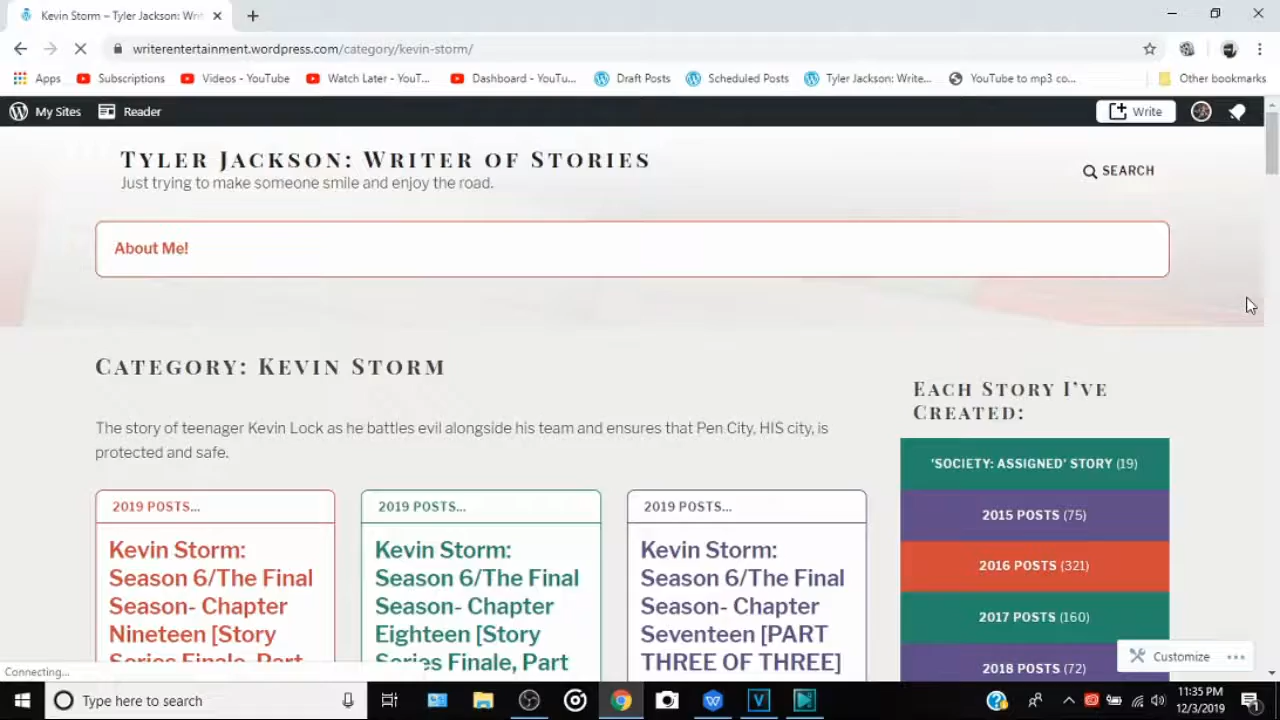 Kevin Storm – Tyler Jackson: Wri
writerentertainment.wordpress.com/category/kevin-storm/
Apps Subscriptions Videos - YouTube Watch Later - YouT... Dashboard - YouTu... Draft Posts Scheduled Posts Tyler Jackson: Write... YouTube to mp3 co... Other bookmarks
My Sites Reader Write
Tyler Jackson: Writer of Stories
Just trying to make someone smile and enjoy the road.
SEARCH
About Me!
Category: Kevin Storm
Each Story I've
Created:
The story of teenager Kevin Lock as he battles evil alongside his team and ensures that Pen City, HIS city, is
protected and safe.
'SOCIETY: ASSIGNED' STORY (19)
2015 POSTS (75)
2016 POSTS (321)
2017 POSTS (160)
2018 POSTS (72)
2019 POSTS...
Kevin Storm:
Season 6/The Final
Season- Chapter
Nineteen [Story
Series Finale, Part
2019 POSTS...
Kevin Storm:
Season 6/The Final
Season- Chapter
Eighteen [Story
Series Finale, Part
2019 POSTS...
Kevin Storm:
Season 6/The Final
Season- Chapter
Seventeen [PART
THREE OF THREE]
Customize
Connecting...
Type here to search
11:35 PM
12/3/2019